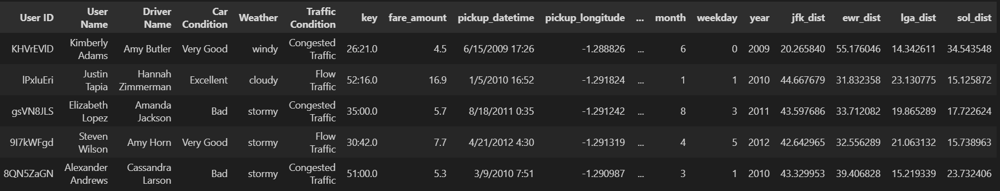 User ID User Name Driver Name Car Condition Weather Traffic Condition key fare_amount pickup_datetime pickup_longitude ... month weekday year jfk_dist ewr_dist lga_dist sol_dist
KHVrEVlD Kimberly Adams Amy Butler Very Good windy Congested Traffic 26:21.0 4.5 6/15/2009 17:26 -1.288826 ... 6 0 2009 20.265840 55.176046 14.342611 34.543548
lPxIuEri Justin Tapia Hannah Zimmerman Excellent cloudy Flow Traffic 52:16.0 16.9 1/5/2010 16:52 -1.291824 ... 1 1 2010 44.667679 31.832358 23.130775 15.125872
gsVN8JLS Elizabeth Lopez Amanda Jackson Bad stormy Congested Traffic 35:00.0 5.7 8/18/2011 0:35 -1.291242 ... 8 3 2011 43.597686 33.712082 19.865289 17.722624
9I7kWFgd Steven Wilson Amy Horn Very Good stormy Flow Traffic 30:42.0 7.7 4/21/2012 4:30 -1.291319 ... 4 5 2012 42.642965 32.556289 21.063132 15.738963
8QN5ZaGN Alexander Andrews Cassandra Larson Bad stormy Congested Traffic 51:00.0 5.3 3/9/2010 7:51 -1.290987 ... 3 1 2010 43.329953 39.406828 15.219339 23.732406